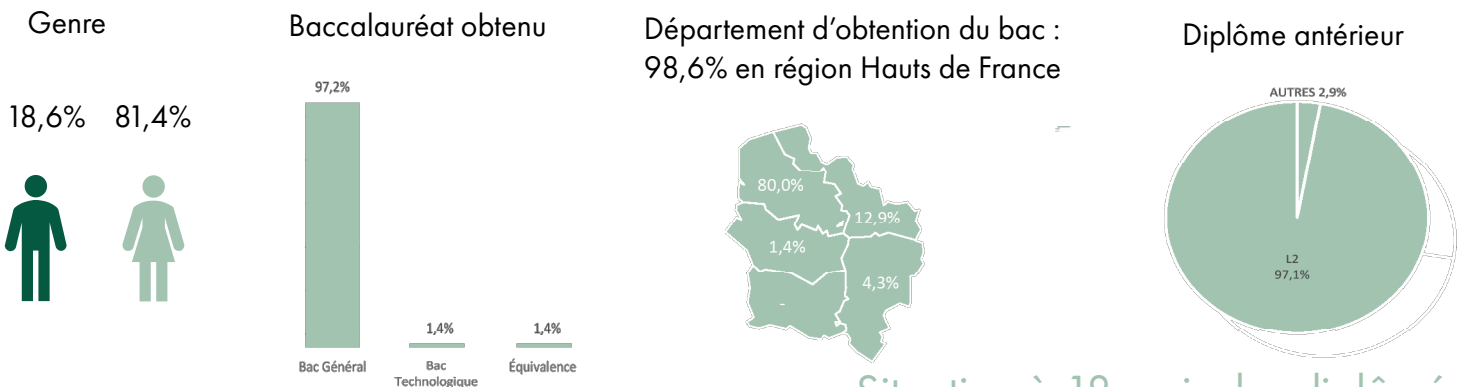 Genre
18,6% 81,4%
Baccalauréat obtenu
97,2%
1,4%
1,4%
Bac Général
Bac
Technologique
Équivalence
Département d'obtention du bac :
98,6% en région Hauts de France
80,0%
12,9%
1,4%
4,3%
-
Diplôme antérieur
AUTRES 2,9%
L2
97,1%